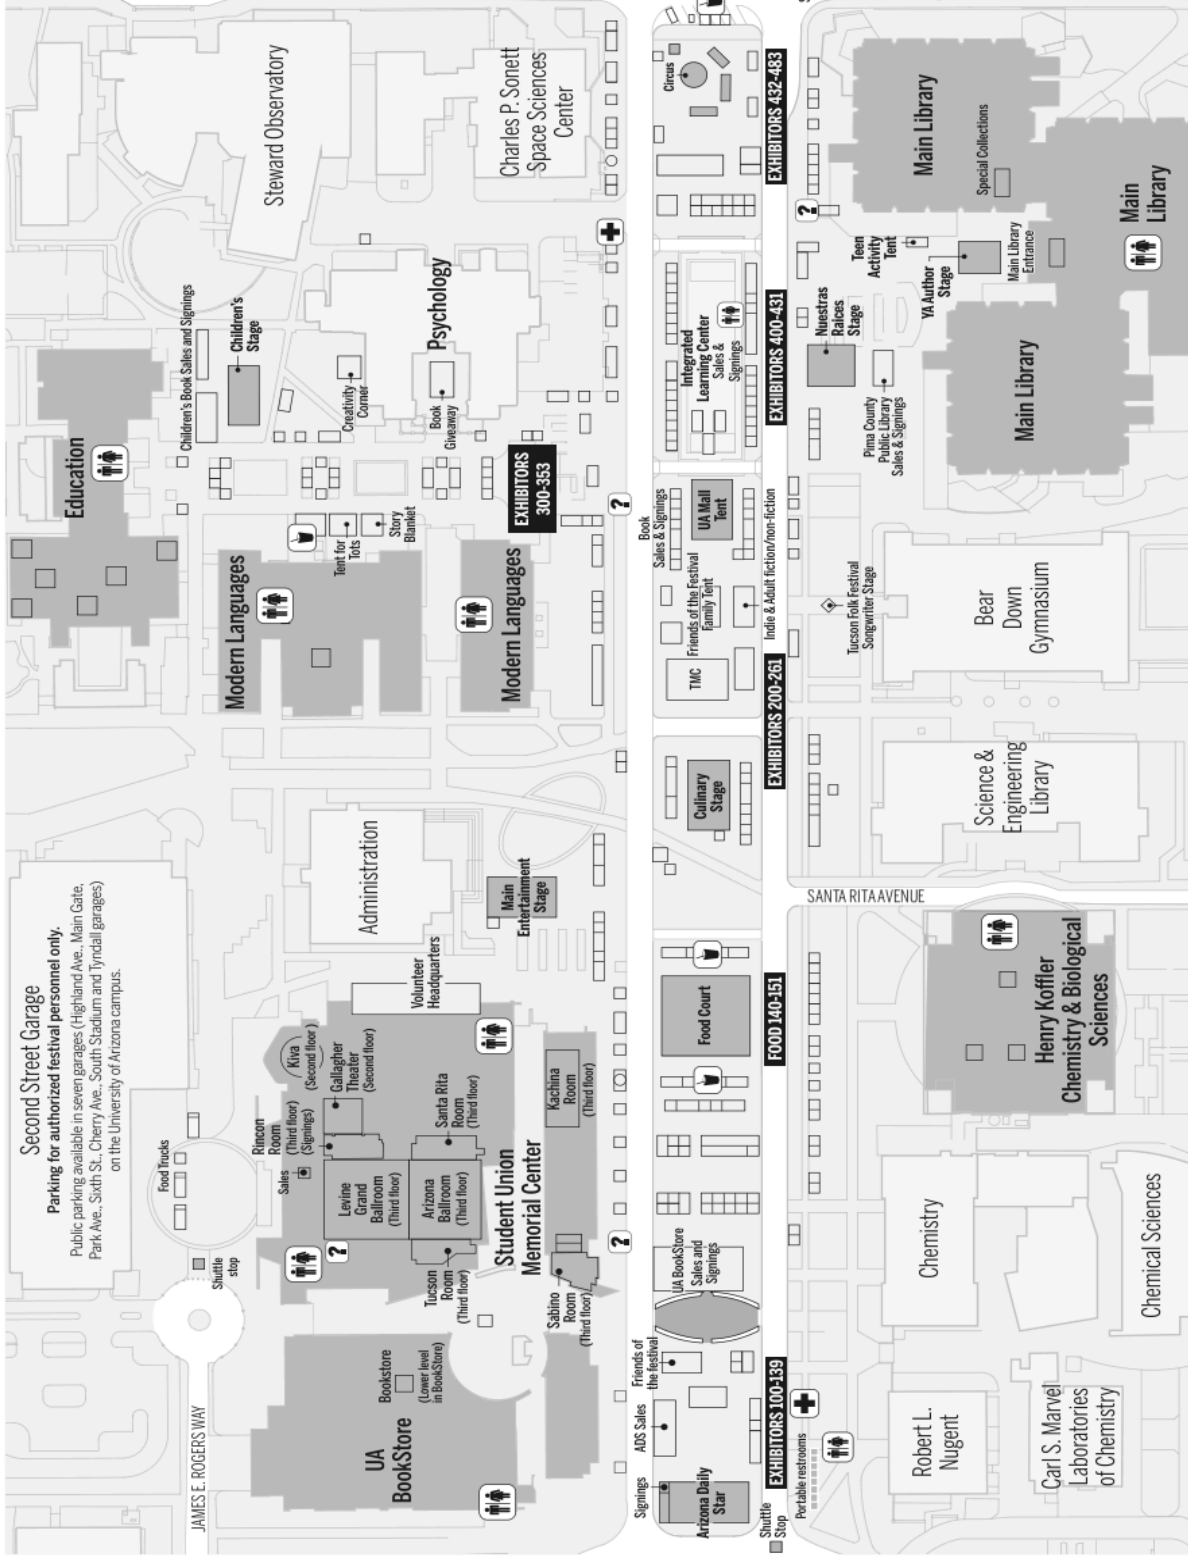 Second Street Garage
Parking for authorized festival personnel only.
Public parking available in seven garages (Highland Ave., Main Gate,
Park Ave., Sixth St., Cherry Ave., South Stadium and Tyndall garages)
on the University of Arizona campus.
JAMES E. ROGERS WAY
Shuttle
stop
Food Trucks
UA
BookStore
Bookstore
(Lower level
in BookStore)
Sales
Rincon
Room
(Third floor)
(Signings)
Kiva
(Second floor)
Gallagher
Theater
(Second floor)
Levine
Grand
Ballroom
(Third floor)
Arizona
Ballroom
(Third floor)
Santa Rita
Room
(Third floor)
?
Tucson
Room
(Third floor)
Student Union
Memorial Center
Sabino
Room
(Third floor)
Kachina
Room
(Third floor)
Volunteer
Headquarters
Administration
Main
Entertainment
Stage
?
Education
Modern Languages
Modern Languages
Tent for
Tots
Story
Blanket
EXHIBITORS
300-353
?
Children's Book Sales and Signings
Children's
Stage
Creativity
Corner
Book
Giveaway
Psychology
Steward Observatory
Charles P. Sonett
Space Sciences
Center
Signings
Arizona Daily
Star
ADS Sales
Friends of
the festival
UA BookStore
Sales and
Signings
Shuttle
Stop
EXHIBITORS 100-139
Food Court
FOOD 140-151
Culinary
Stage
EXHIBITORS 200-261
TMC
Friends of the Festival
Family Tent
Indie & Adult fiction/non-fiction
Book
Sales & Signings
UA Mall
Tent
Integrated
Learning Center
Sales &
Signings
EXHIBITORS 400-431
Circus
EXHIBITORS 432-483
Portable restrooms
Robert L.
Nugent
Carl S. Marvel
Laboratories
of Chemistry
Chemistry
Chemical Sciences
Henry Koffler
Chemistry & Biological
Sciences
SANTA RITA AVENUE
Science &
Engineering
Library
Tucson Folk Festival
Songwriter Stage
Bear
Down
Gymnasium
Pima County
Public Library
Sales & Signings
Nuestras
Raices
Stage
Teen
Activity
Tent
YA Author
Stage
Main Library
Entrance
?
Main Library
Main Library
Special Collections
Main
Library